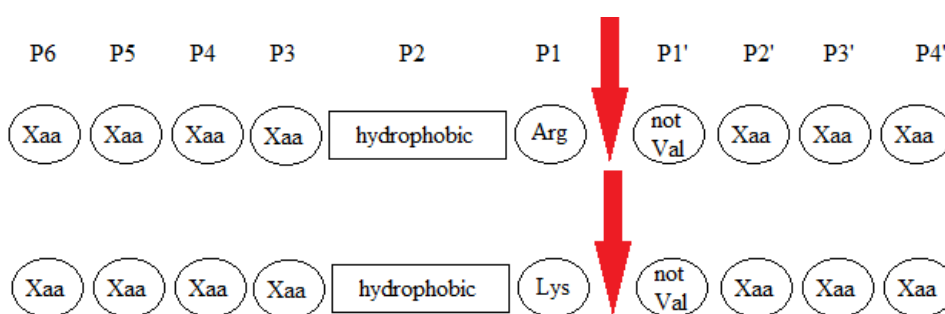 P6 P5 P4 P3 P2 P1 P1' P2' P3' P4'
Xaa Xaa Xaa Xaa hydrophobic Arg not Val Xaa Xaa Xaa
Xaa Xaa Xaa Xaa hydrophobic Lys not Val Xaa Xaa Xaa